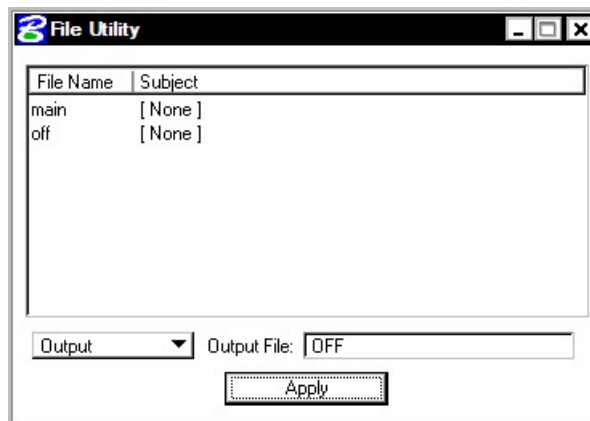 File Utility
File Name Subject
main [ None ]
off [ None ]
Output Output File: OFF
Apply